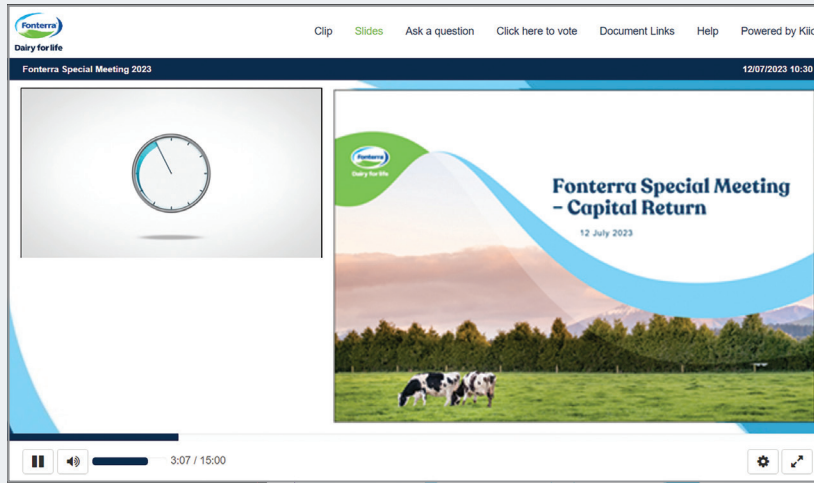 Fonterra
Dairy for life
Clip Slides Ask a question Click here to vote Document Links Help Powered by
Fonterra Special Meeting 2023 12/07/2023 10:30
Fonterra
Dairy for life
Fonterra Special Meeting
– Capital Return
12 July 2023
3:07 / 15:00